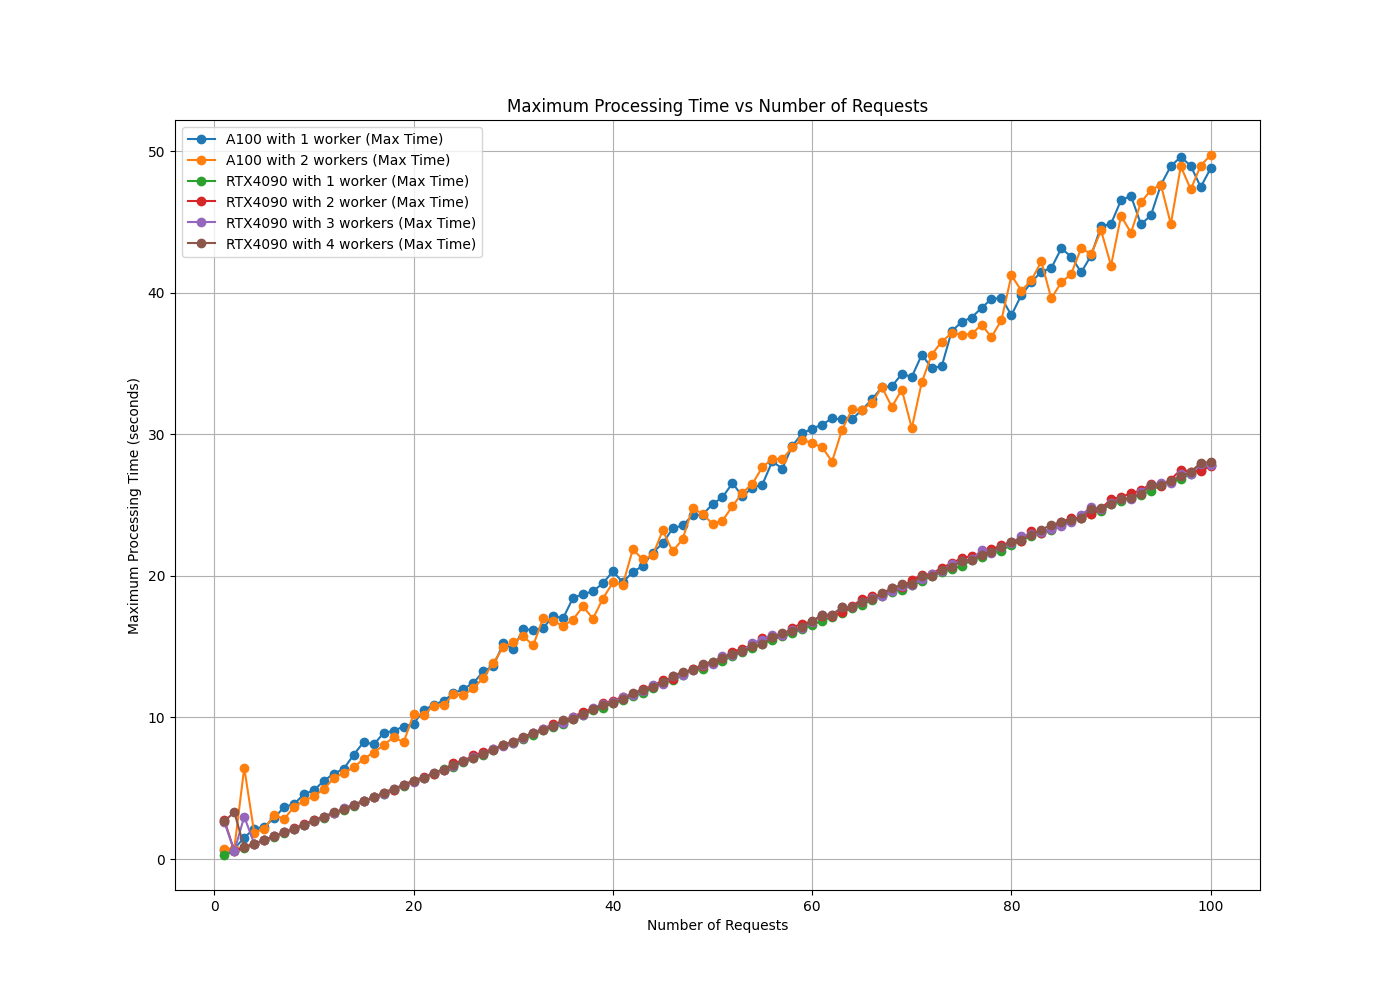 Maximum Processing Time vs Number of Requests
A100 with 1 worker (Max Time)
A100 with 2 workers (Max Time)
RTX4090 with 1 worker (Max Time)
RTX4090 with 2 worker (Max Time)
RTX4090 with 3 workers (Max Time)
RTX4090 with 4 workers (Max Time)
Maximum Processing Time (seconds)
50
40
30
20
10
0
0 20 40 60 80 100
Number of Requests